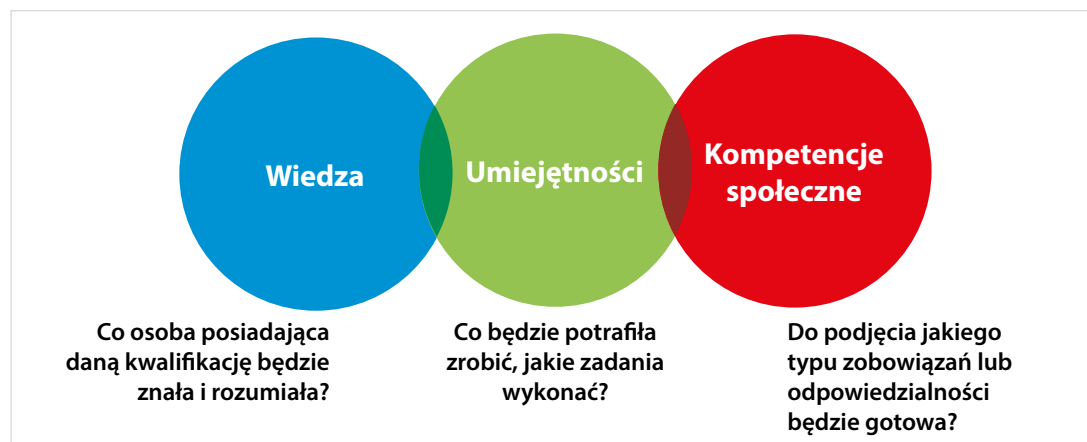 Wiedza
Umiejętności
Kompetencje
społeczne
Co osoba posiadająca
daną kwalifikację będzie
znała i rozumiała?
Co będzie potrafiła
zrobić, jakie zadania
wykonać?
Do podjęcia jakiego
typu zobowiązań lub
odpowiedzialności
będzie gotowa?